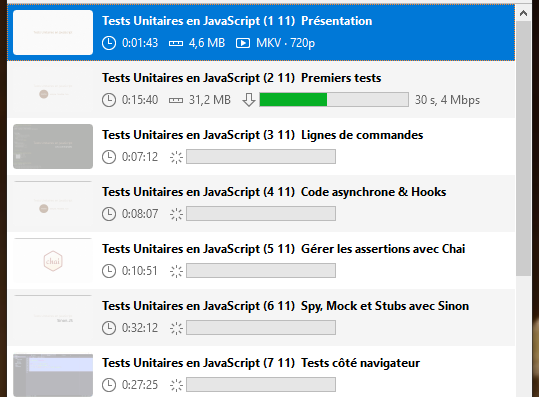 Tests Unitaires en JavaScript (1 11) Présentation
0:01:43 4,6 MB MKV · 720p
Tests Unitaires en JavaScript (2 11) Premiers tests
0:15:40 31,2 MB 30 s, 4 Mbps
Tests Unitaires en JavaScript (3 11) Lignes de commandes
0:07:12
Tests Unitaires en JavaScript (4 11) Code asynchrone & Hooks
0:08:07
chai
Tests Unitaires en JavaScript (5 11) Gérer les assertions avec Chai
0:10:51
Tests Unitaires en JavaScript (6 11) Spy, Mock et Stubs avec Sinon
0:32:12
Tests Unitaires en JavaScript (7 11) Tests côté navigateur
0:27:25